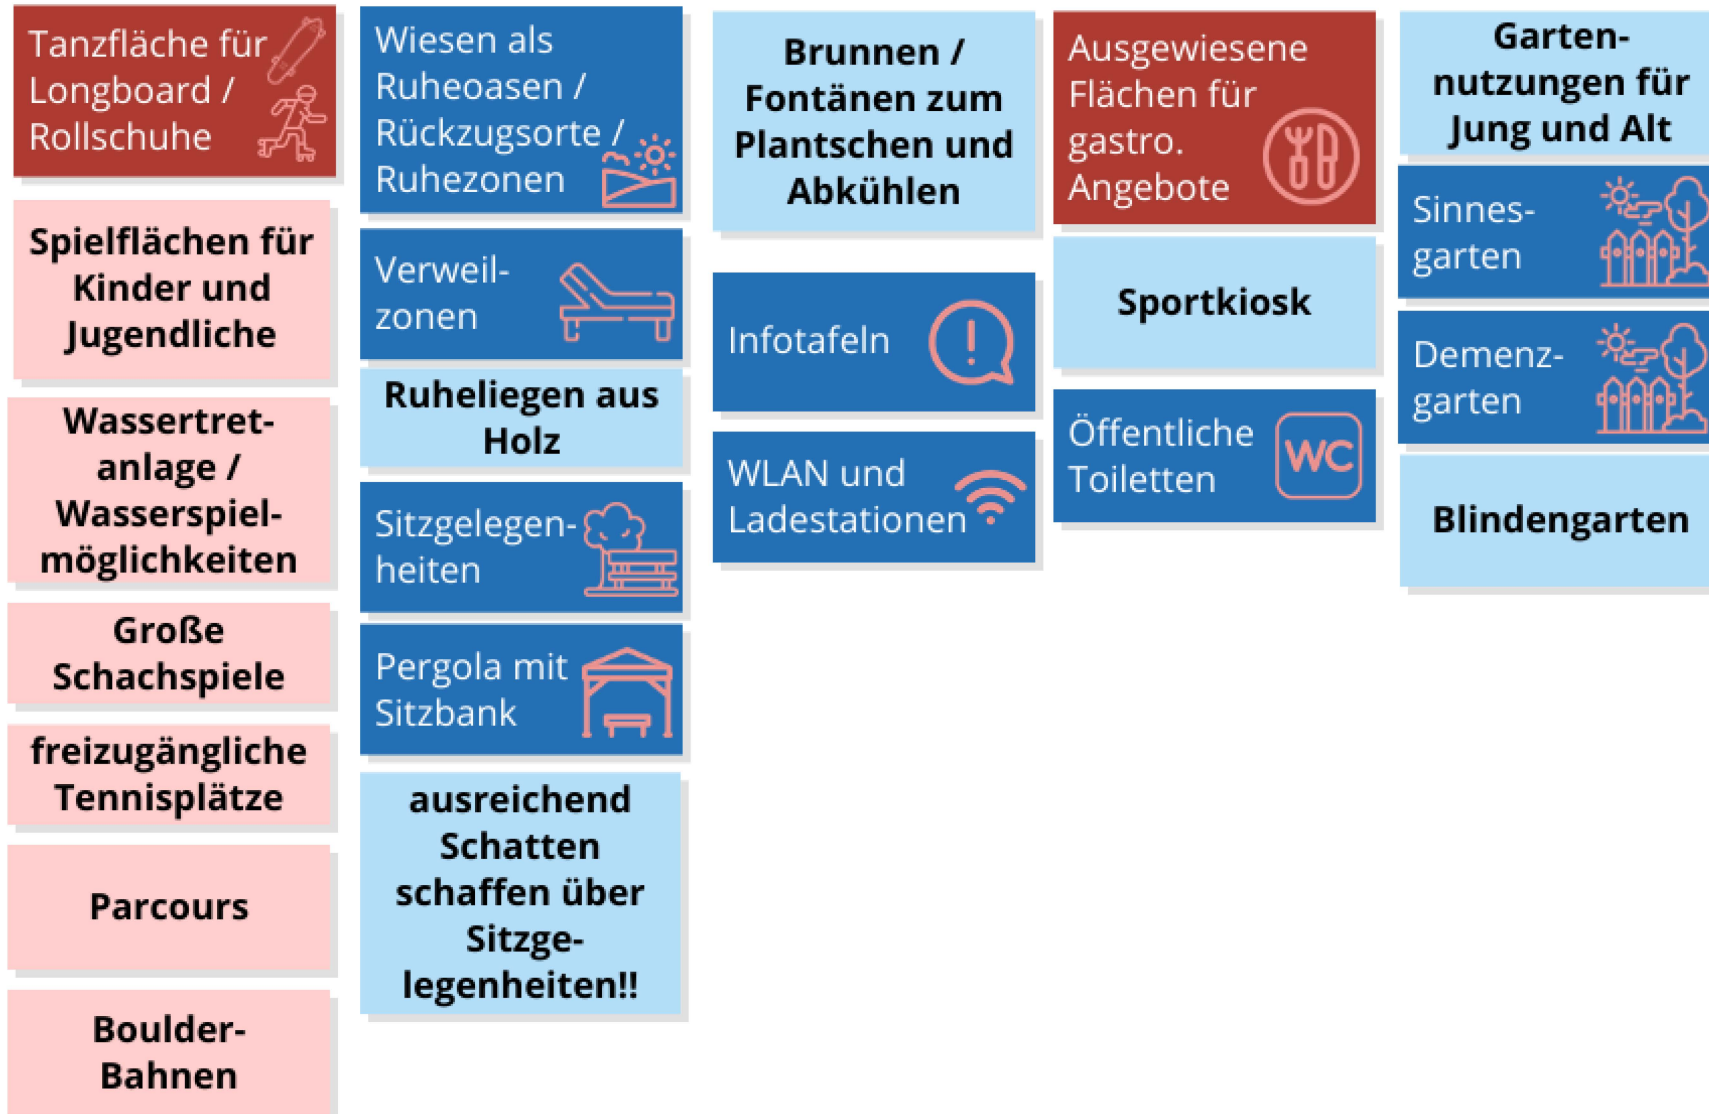 Tanzfläche für
Longboard /
Rollschuhe
Spielflächen für
Kinder und
Jugendliche
Wassertret-
anlage /
Wasserspiel-
möglichkeiten
Große
Schachspiele
freizugängliche
Tennisplätze
Parcours
Boulder-
Bahnen
Wiesen als
Ruheoasen /
Rückzugsorte /
Ruhezonen
Verweil-
zonen
Ruheliegen aus
Holz
Sitzgelegen-
heiten
Pergola mit
Sitzbank
ausreichend
Schatten
schaffen über
Sitzge-
legenheiten!!
Brunnen /
Fontänen zum
Plantschen und
Abkühlen
Infotafeln
!
WLAN und
Ladestationen
Ausgewiesene
Flächen für
gastro.
Angebote
Sportkiosk
Öffentliche
Toiletten
WC
Garten-
nutzungen für
Jung und Alt
Sinnes-
garten
Demenz-
garten
Blindengarten